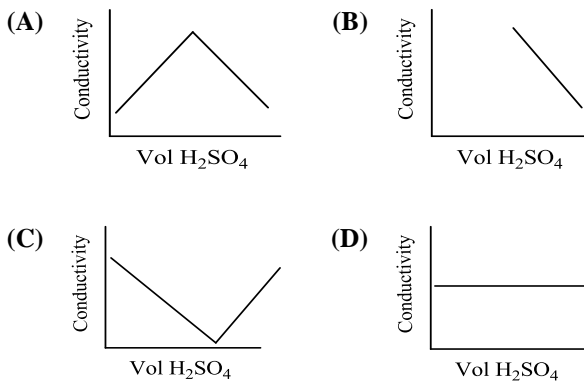 (A)
Conductivity
Vol H₂SO₄
(B)
Conductivity
Vol H₂SO₄
(C)
Conductivity
Vol H₂SO₄
(D)
Conductivity
Vol H₂SO₄